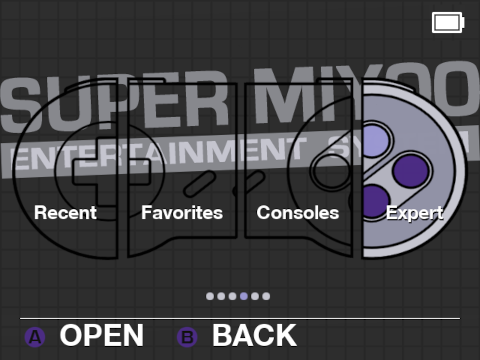 SUPER MIYOO
ENTERTAINMENT SY
Recent Favorites Consoles Expert
A OPEN B BACK